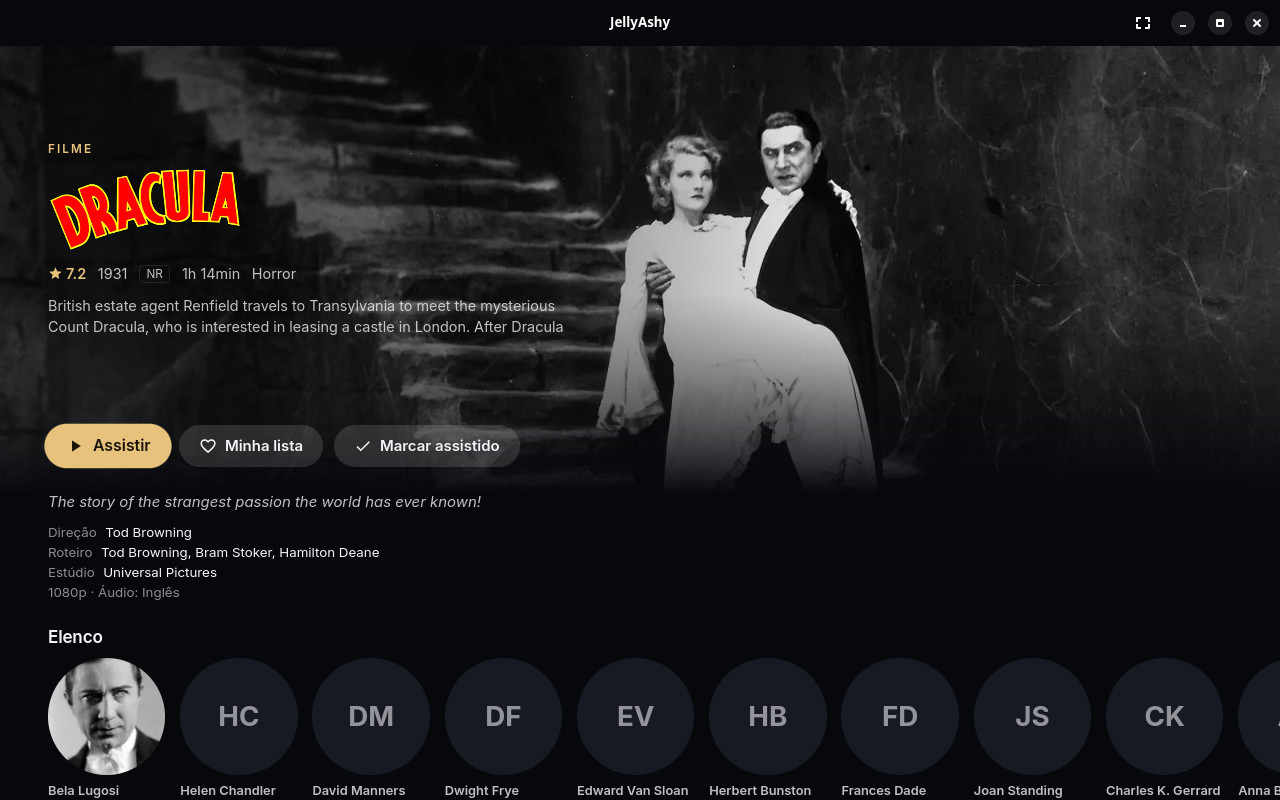 JellyAshy
FILME
DRACULA
7.2 1931 NR 1h 14min Horror
British estate agent Renfield travels to Transylvania to meet the mysterious
Count Dracula, who is interested in leasing a castle in London. After Dracula
Assistir Minha lista Marcar assistido
The story of the strangest passion the world has ever known!
Direção Tod Browning
Roteiro Tod Browning, Bram Stoker, Hamilton Deane
Estúdio Universal Pictures
1080p · Áudio: Inglês
Elenco
HC DM DF EV HB FD JS CK
Bela Lugosi Helen Chandler David Manners Dwight Frye Edward Van Sloan Herbert Bunston Frances Dade Joan Standing Charles K. Gerrard Anna